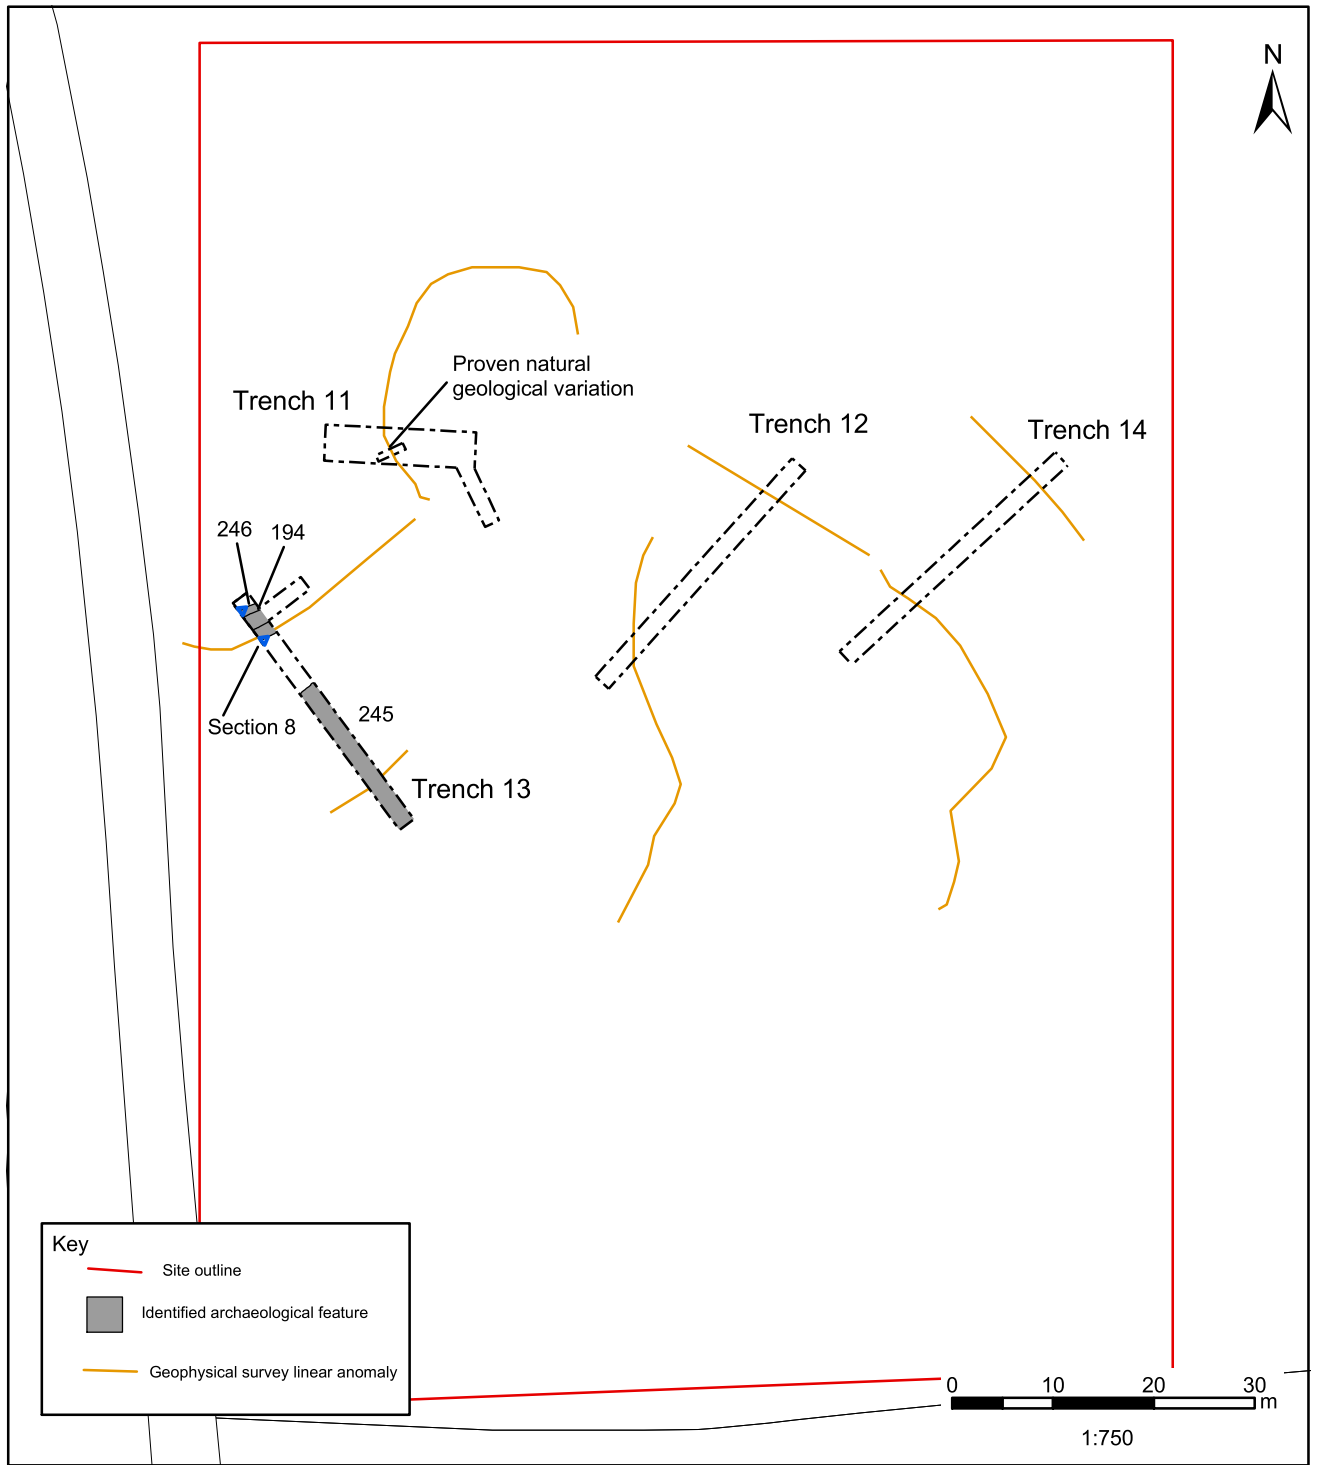 N
Proven natural
geological variation
Trench 11
Trench 12
Trench 14
246
194
Section 8
245
Trench 13
Key
Site outline
Identified archaeological feature
Geophysical survey linear anomaly
0 10 20 30
m
1:750